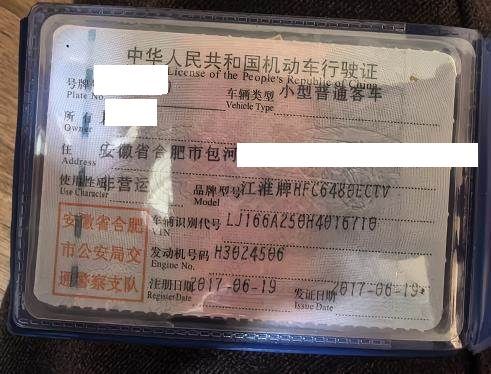 中华人民共和国机动车行驶证
License of the People's Republic of China
号牌 车辆类型 小型普通客车
Plate No. Vehicle Type
所
Owner
住 安徽省合肥市包河
Address
使用性 非营运 品牌型号 江淮牌HFC6480ECTV
Use Character Model
安徽省合肥 车辆识别代号 LJ166A250H4016710
VIN
市公安局交 发动机号码 H3024506
Engine No.
通警察支队 注册日期 2017-06-19 发证日期 2017-06-19
Register Date Issue Date